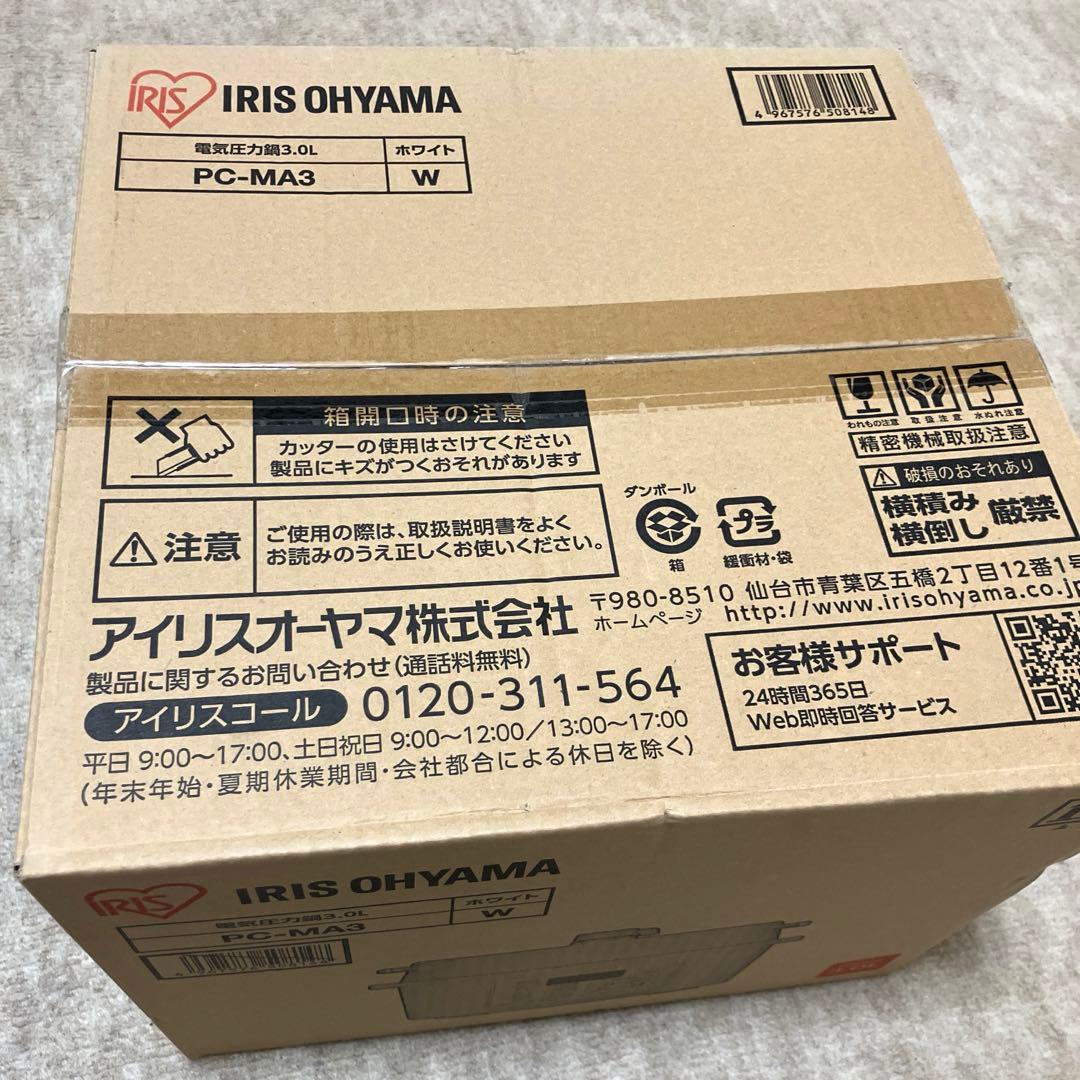 IRIS IRIS OHYAMA
電気圧力鍋3.0L ホワイト
PC-MA3 W
4 967576 508148
箱開口時の注意
カッターの使用はさけてください
製品にキズがつくおそれがあります
注意
ご使用の際は、取扱説明書をよく
お読みのうえ正しくお使いください。
ダンボール
箱
プラ
緩衝材・袋
われもの注意 取扱注意 水ぬれ注意
精密機械取扱注意
破損のおそれあり
横積み
横倒し
厳禁
アイリスオーヤマ株式会社
〒980-8510 仙台市青葉区五橋2丁目12番1号
ホームページ http://www.irisohyama.co.j
製品に関するお問い合わせ(通話料無料)
アイリスコール 0120-311-564
平日 9:00〜17:00、土日祝日 9:00〜12:00/13:00〜17:00
(年末年始・夏期休業期間・会社都合による休日を除く)
お客様サポート
24時間365日
Web即時回答サービス
IRIS IRIS OHYAMA
電気圧力鍋3.0L ホワイト
PC-MA3 W